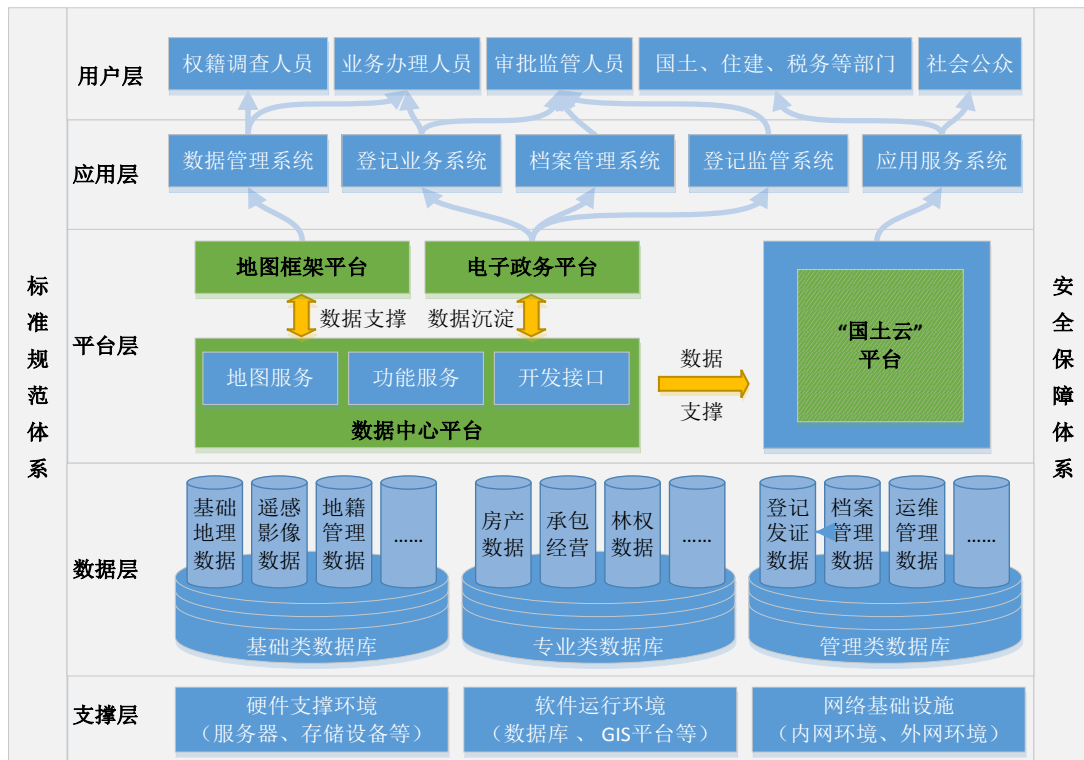 标准规范体系
用户层
权籍调查人员
业务办理人员
审批监管人员
国土、住建、税务等部门
社会公众
应用层
数据管理系统
登记业务系统
档案管理系统
登记监管系统
应用服务系统
平台层
地图框架平台
电子政务平台
数据支撑
数据沉淀
地图服务
功能服务
开发接口
数据中心平台
数据
支撑
“国土云”
平台
数据层
基础
地理
数据
遥感
影像
数据
地籍
管理
数据
......
基础类数据库
房产
数据
承包
经营
林权
数据
......
专业类数据库
登记
发证
数据
档案
管理
数据
运维
管理
数据
......
管理类数据库
支撑层
硬件支撑环境
（服务器、存储设备等）
软件运行环境
（数据库 、 GIS平台等）
网络基础设施
（内网环境、外网环境）
安全保障体系